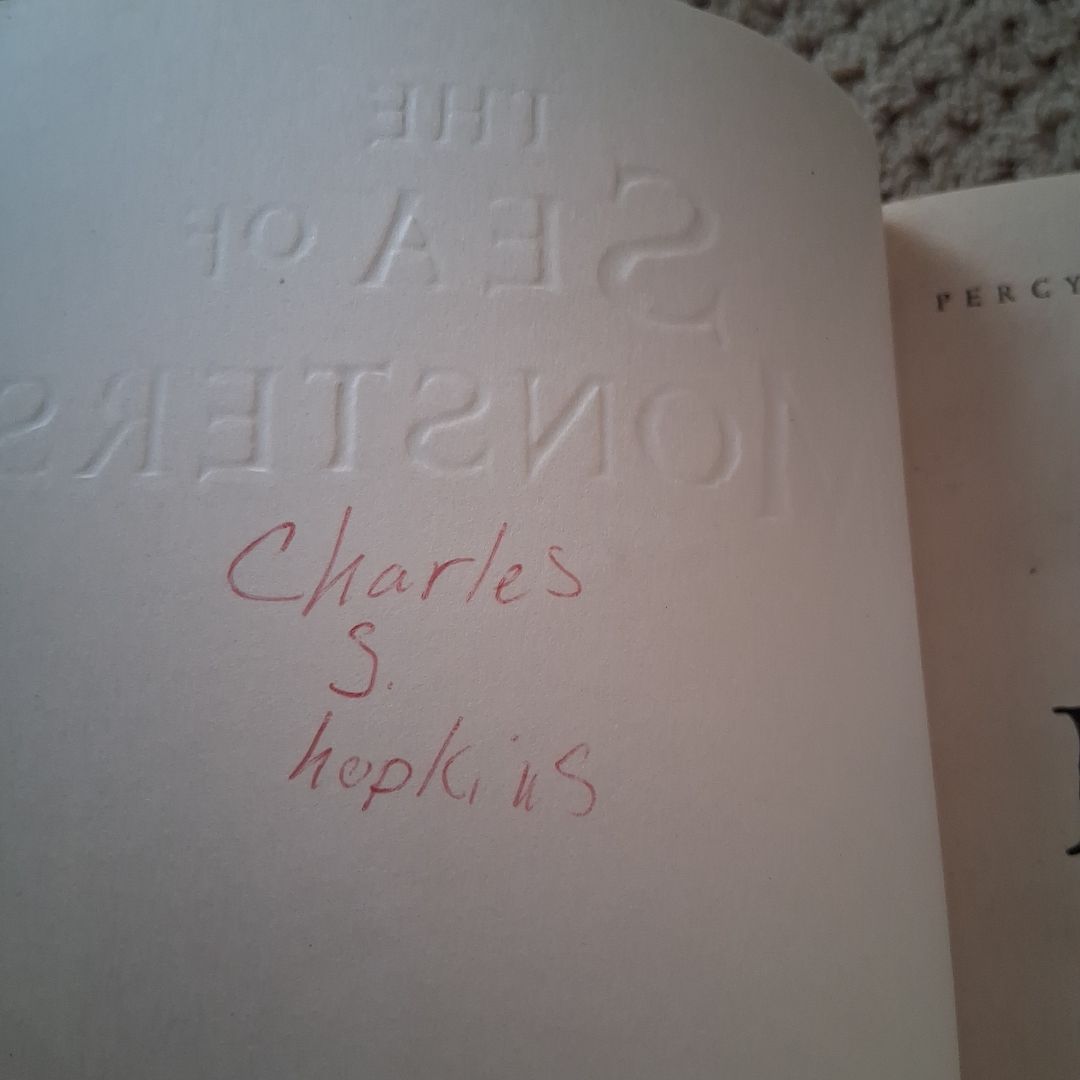 THE
SEA OF
MONSTERS
Charles
S.
hopkins
PERCY